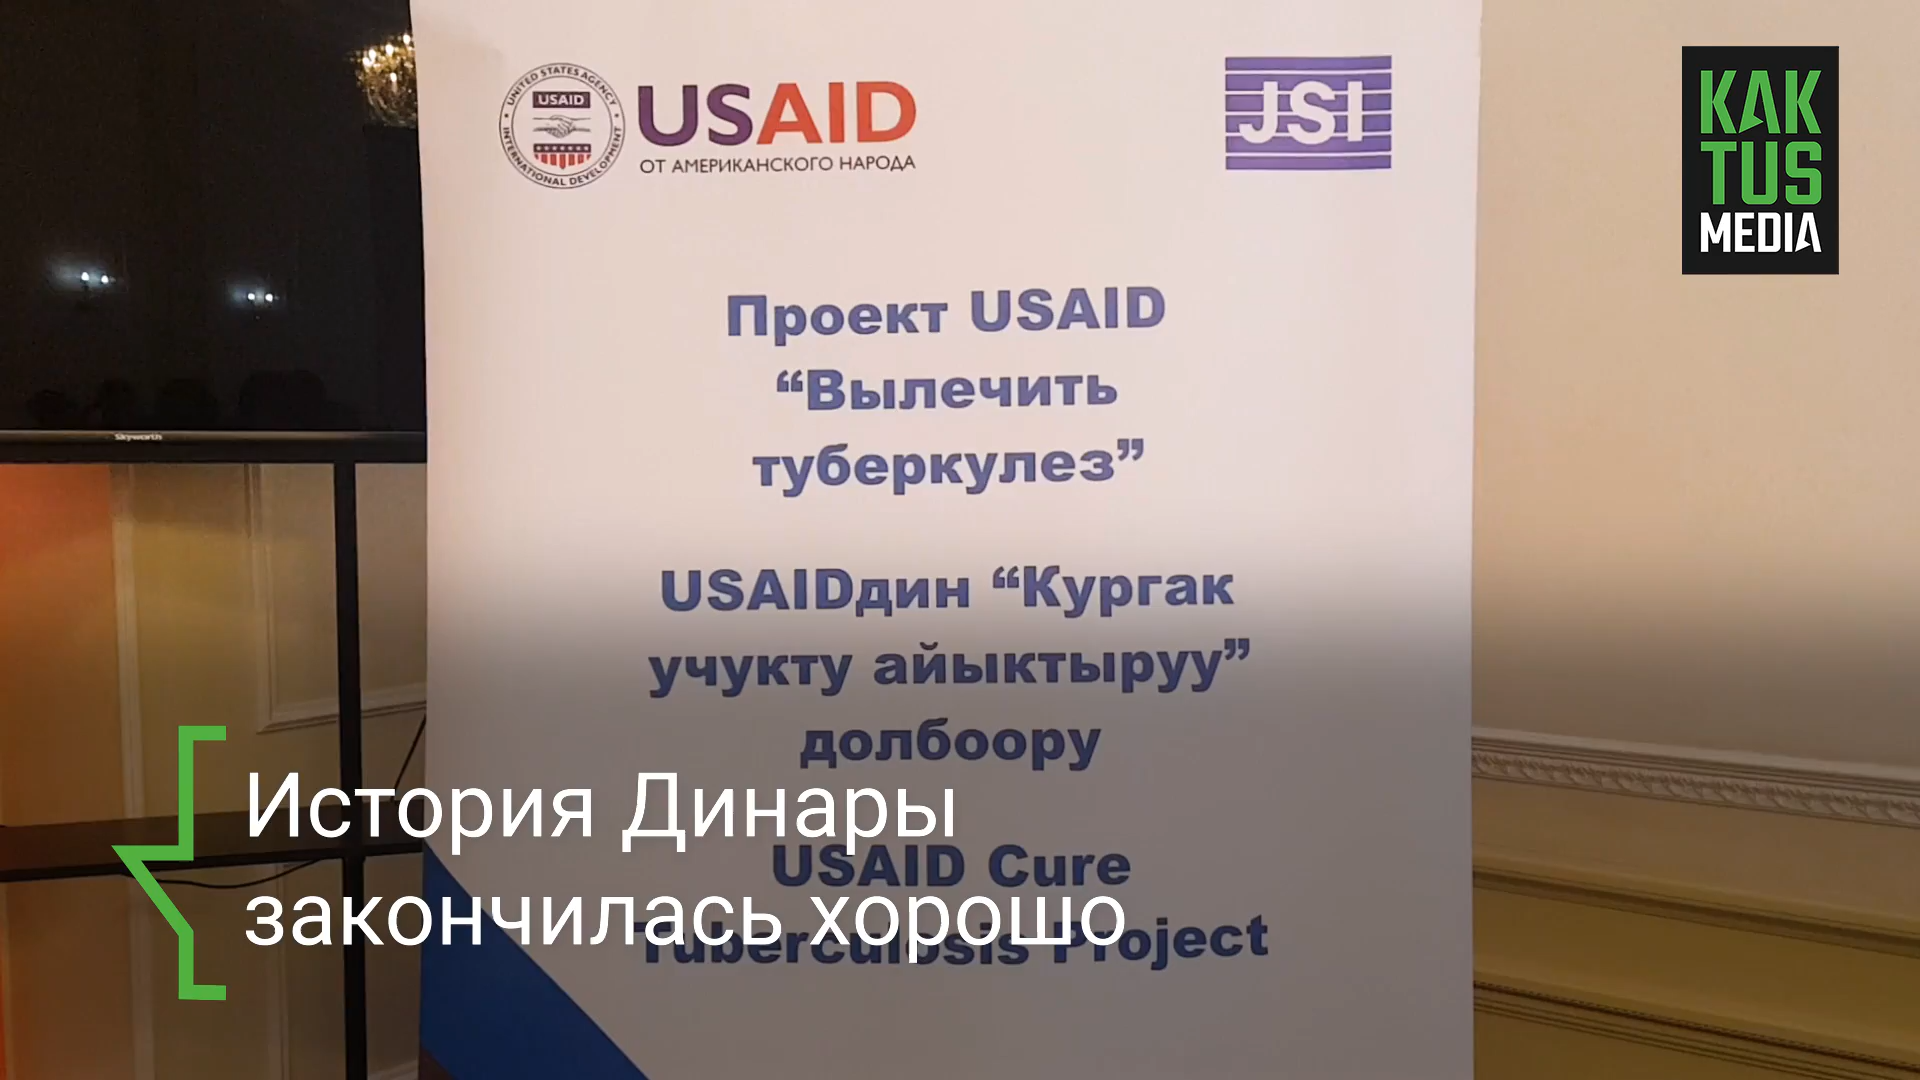 UNITED STATES AGENCY
USAID
INTERNATIONAL DEVELOPMENT
USAID
ОТ АМЕРИКАНСКОГО НАРОДА
JSI
KAK
TUS
MEDIA
Проект USAID
“Вылечить
туберкулез”
Skyworth
USAIDдин “Кургак
учукту айыктыруу”
долбоору
История Динары
USAID Cure
закончилась хорошо
Tuberculosis Project